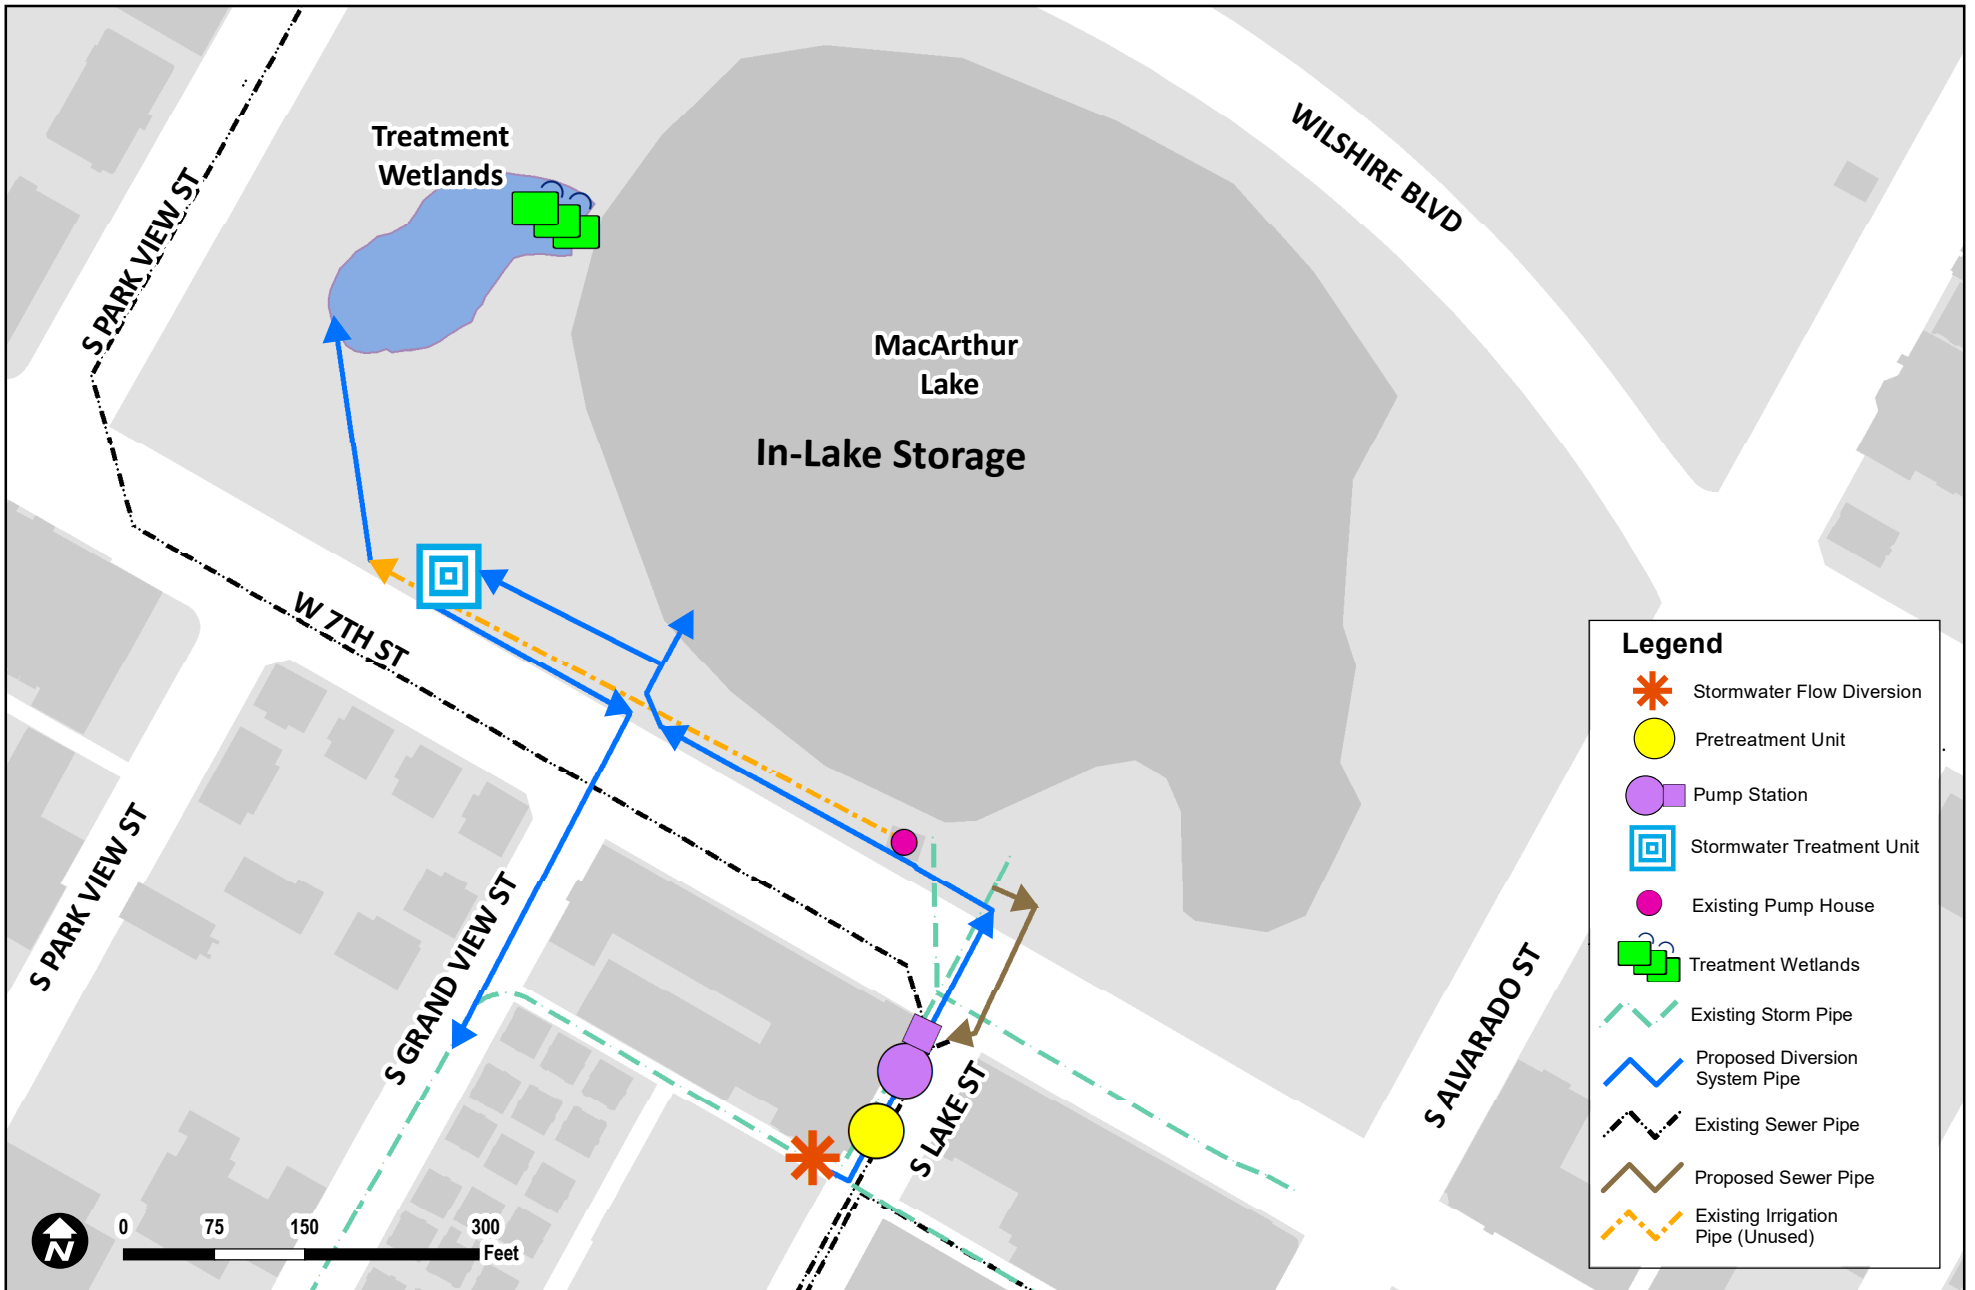 Treatment
Wetlands
WILSHIRE BLVD
S PARK VIEW ST
MacArthur
Lake
In-Lake Storage
W 7TH ST
S PARK VIEW ST
S GRAND VIEW ST
S LAKE ST
S ALVARADO ST
N
0 75 150 300
Feet
Legend
Stormwater Flow Diversion
Pretreatment Unit
Pump Station
Stormwater Treatment Unit
Existing Pump House
Treatment Wetlands
Existing Storm Pipe
Proposed Diversion
System Pipe
Existing Sewer Pipe
Proposed Sewer Pipe
Existing Irrigation
Pipe (Unused)